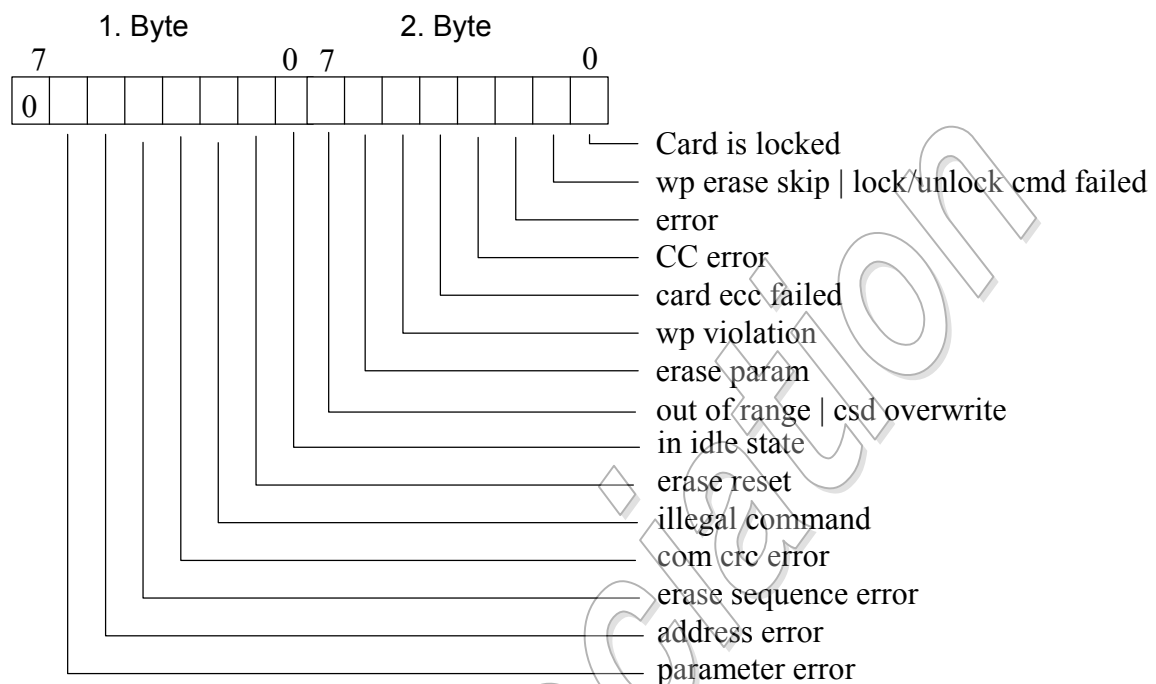 1. Byte 2. Byte
7 0 7 0
0
Card is locked
wp erase skip | lock/unlock cmd failed
error
CC error
card ecc failed
wp violation
erase param
out of range | csd overwrite
in idle state
erase reset
illegal command
com crc error
erase sequence error
address error
parameter error
ciation